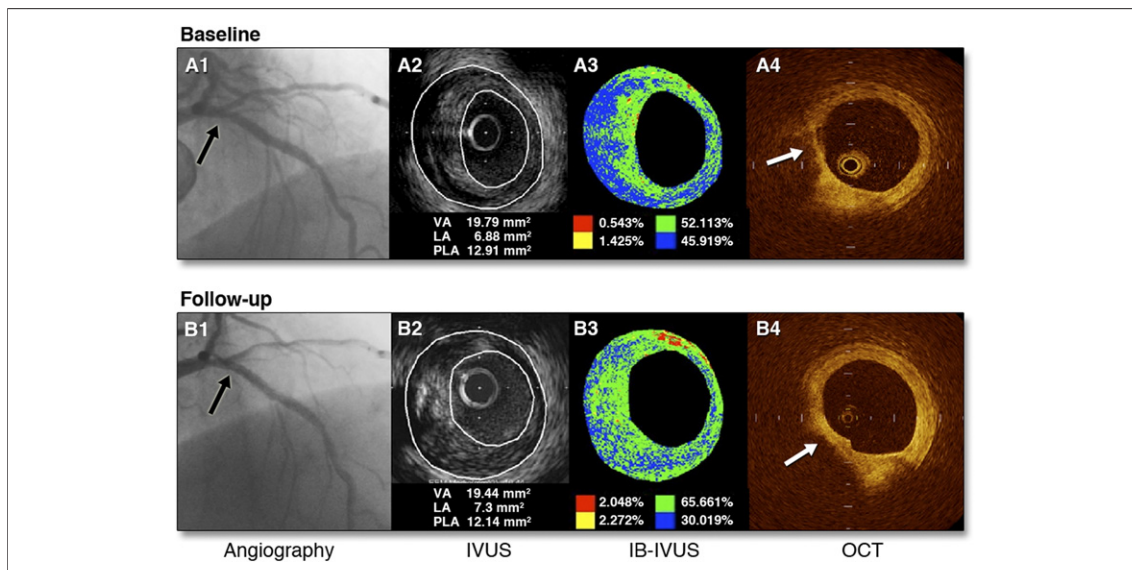 Baseline
A1 A2 A3 A4
VA 19.79 mm²
LA 6.88 mm²
PLA 12.91 mm²
0.543% 52.113%
1.425% 45.919%
Follow-up
B1 B2 B3 B4
VA 19.44 mm²
LA 7.3 mm²
PLA 12.14 mm²
2.048% 65.661%
2.272% 30.019%
Angiography IVUS IB-IVUS OCT